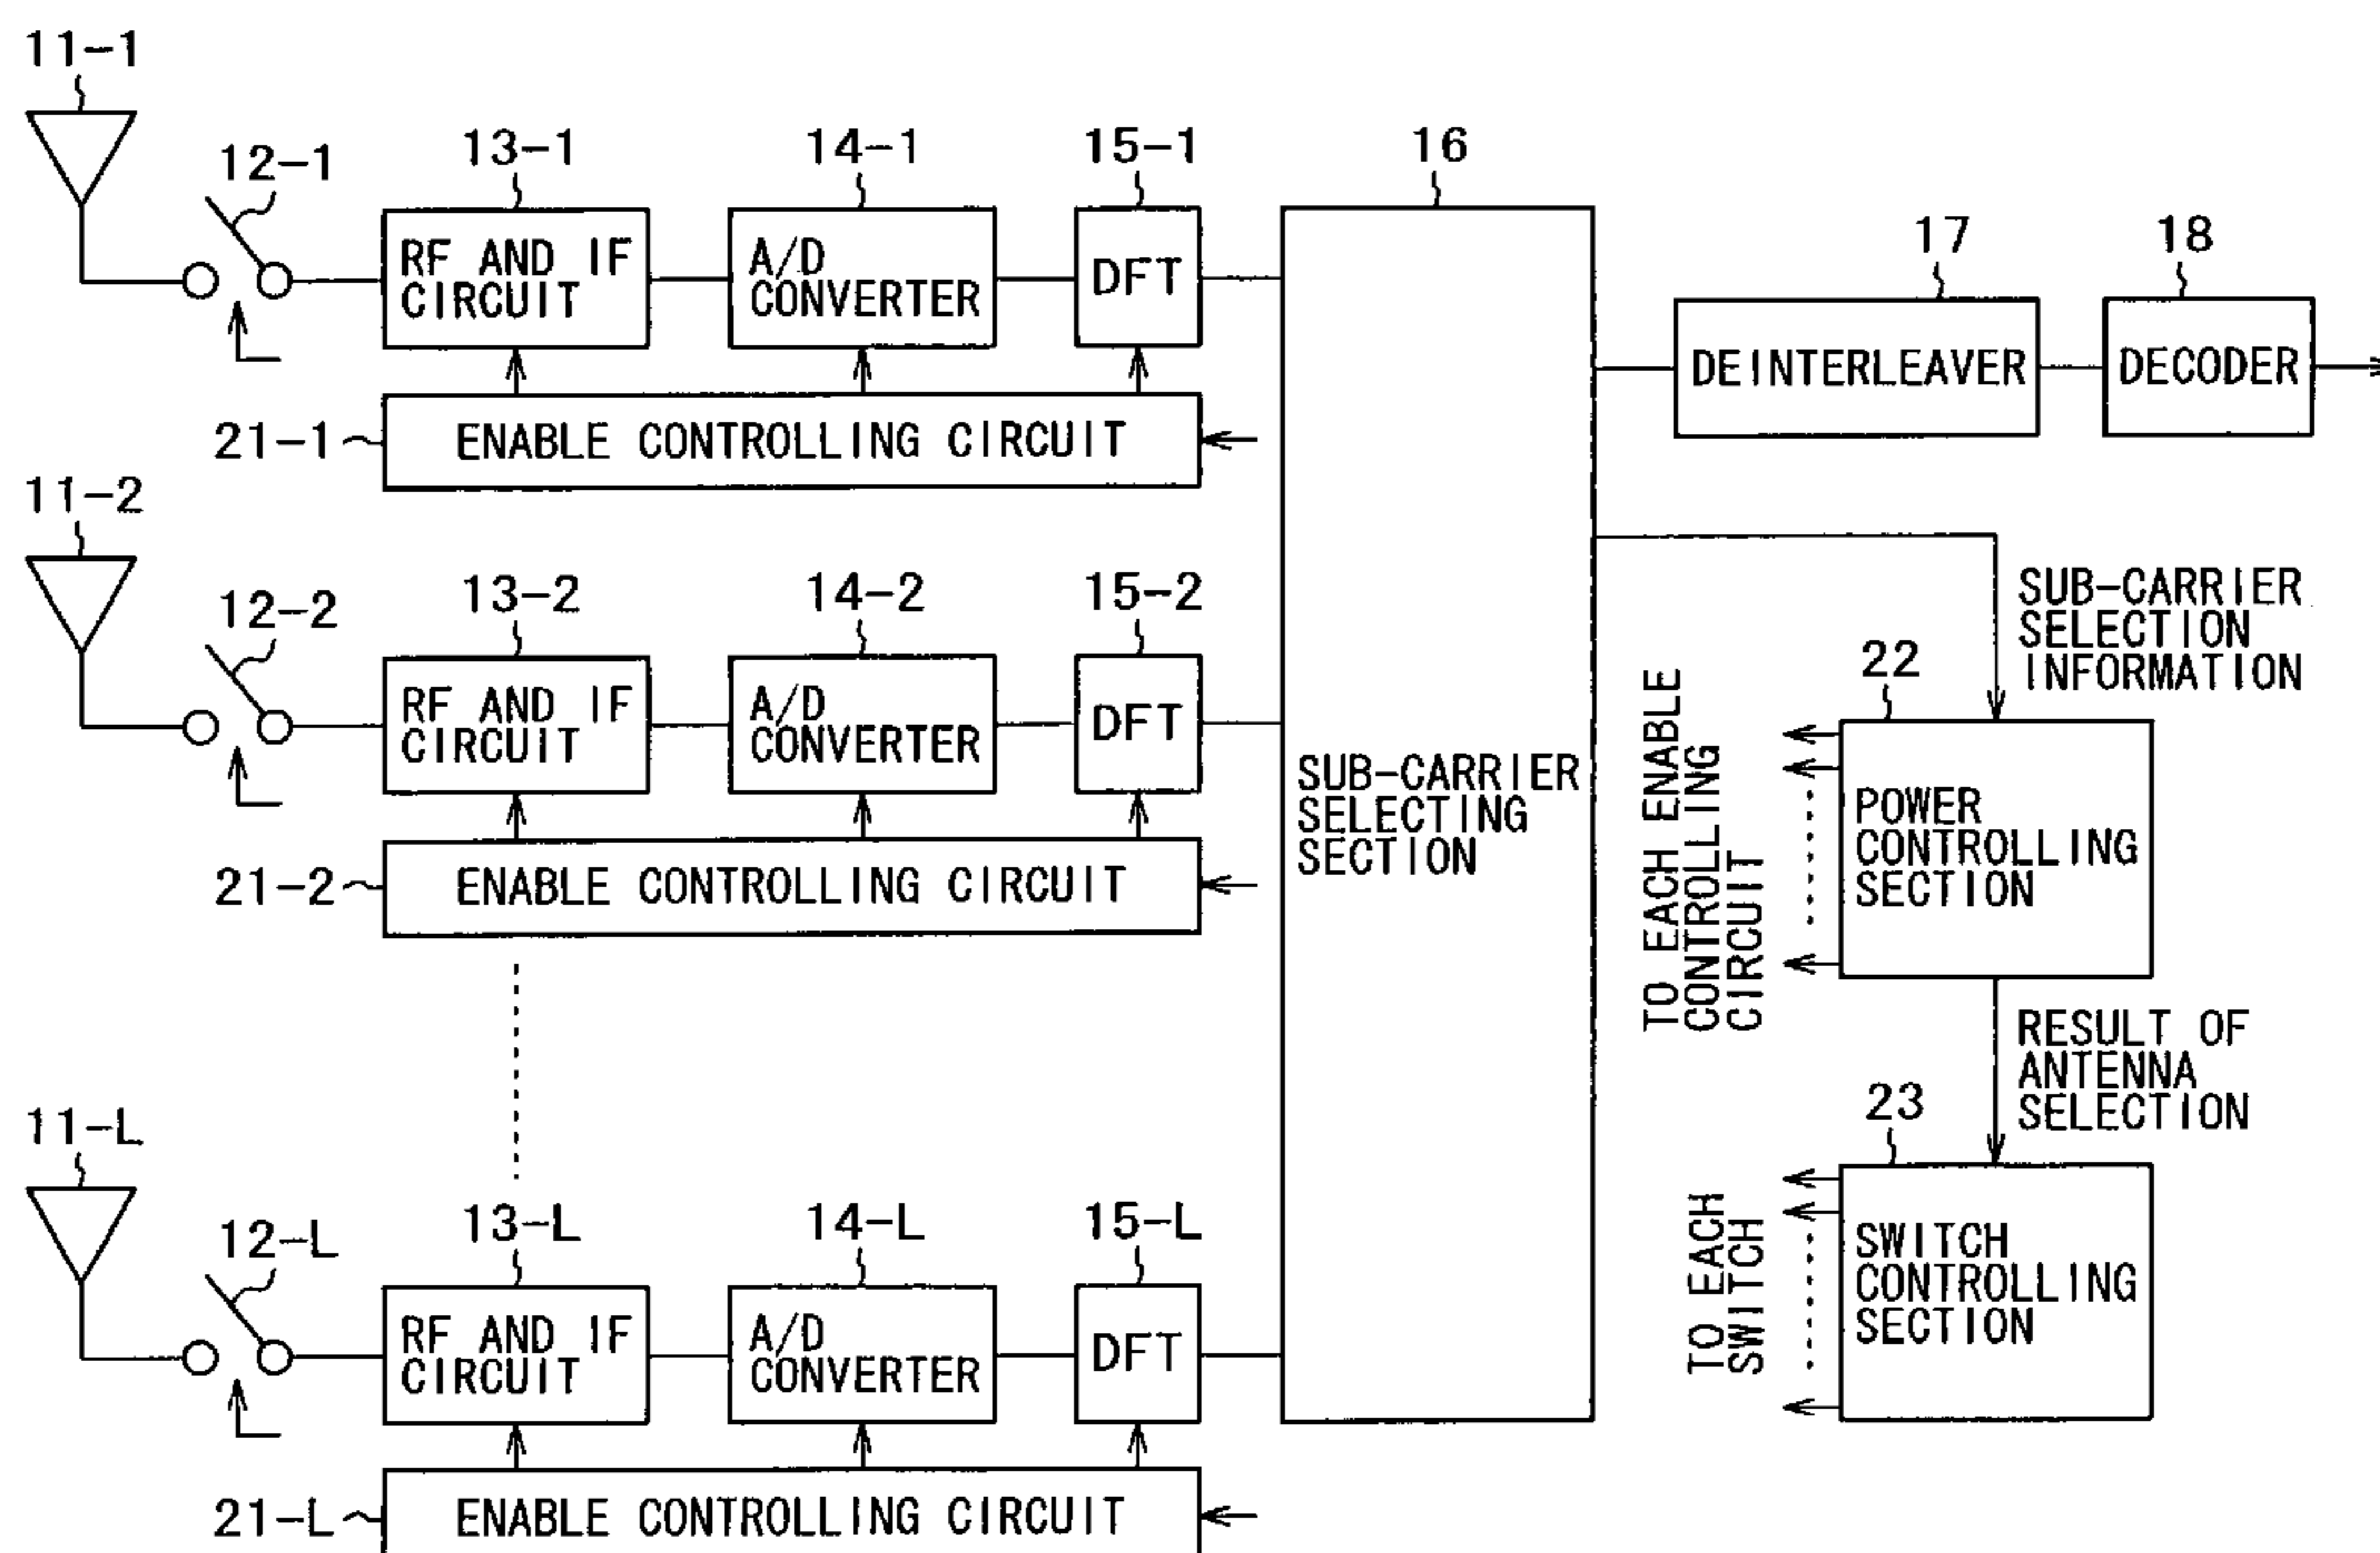 11-1
12-1
13-1
14-1
15-1
16
RF AND IF
CIRCUIT
A/D
CONVERTER
DFT
17
18
DEINTERLEAVER
DECODER
21-1
ENABLE CONTROLLING CIRCUIT
11-2
12-2
13-2
14-2
15-2
RF AND IF
CIRCUIT
A/D
CONVERTER
DFT
21-2
ENABLE CONTROLLING CIRCUIT
SUB-CARRIER
SELECTING
SECTION
SUB-CARRIER
SELECTION
INFORMATION
22
TO EACH ENABLE
CONTROLLING
CIRCUIT
POWER
CONTROLLING
SECTION
RESULT OF
ANTENNA
SELECTION
23
TO EACH
SWITCH
SWITCH
CONTROLLING
SECTION
11-L
12-L
13-L
14-L
15-L
RF AND IF
CIRCUIT
A/D
CONVERTER
DFT
21-L
ENABLE CONTROLLING CIRCUIT